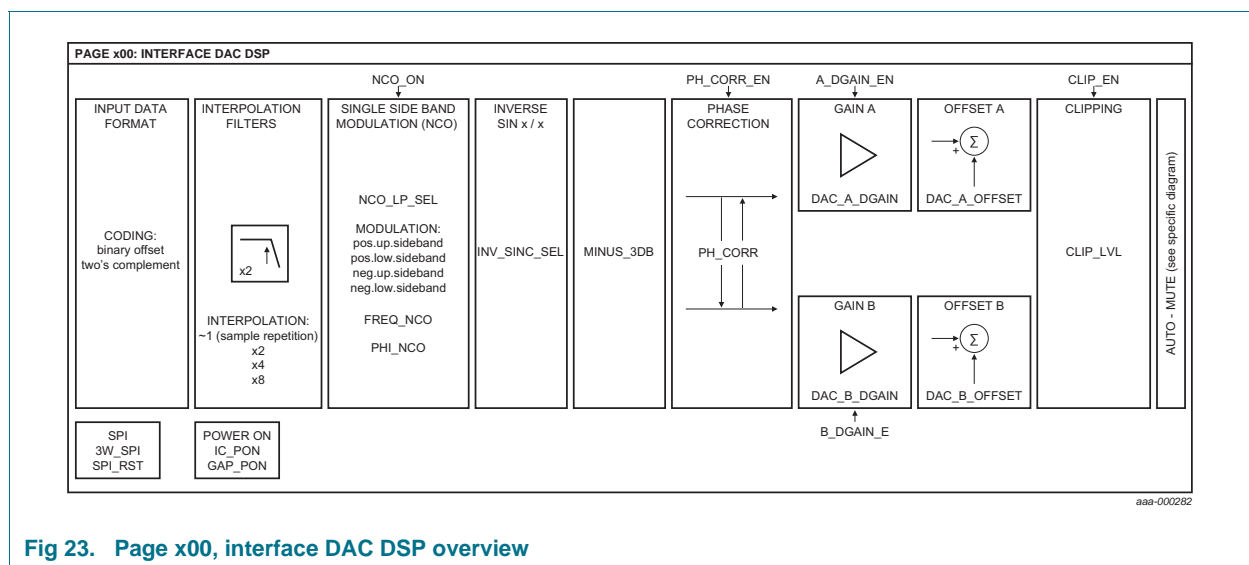 PAGE x00: INTERFACE DAC DSP
NCO_ON
PH_CORR_EN
A_DGAIN_EN
CLIP_EN
INPUT DATA
FORMAT
CODING:
binary offset
two's complement
INTERPOLATION
FILTERS
x2
INTERPOLATION:
~1 (sample repetition)
x2
x4
x8
SINGLE SIDE BAND
MODULATION (NCO)
NCO_LP_SEL
MODULATION:
pos.up.sideband
pos.low.sideband
neg.up.sideband
neg.low.sideband
FREQ_NCO
PHI_NCO
INVERSE
SIN x / x
INV_SINC_SEL
MINUS_3DB
PHASE
CORRECTION
PH_CORR
GAIN A
DAC_A_DGAIN
OFFSET A
Σ
+
DAC_A_OFFSET
GAIN B
DAC_B_DGAIN
OFFSET B
Σ
+
DAC_B_OFFSET
B_DGAIN_E
CLIPPING
CLIP_LVL
AUTO - MUTE (see specific diagram)
SPI
3W_SPI
SPI_RST
POWER ON
IC_PON
GAP_PON
aaa-000282
Fig 23. Page x00, interface DAC DSP overview